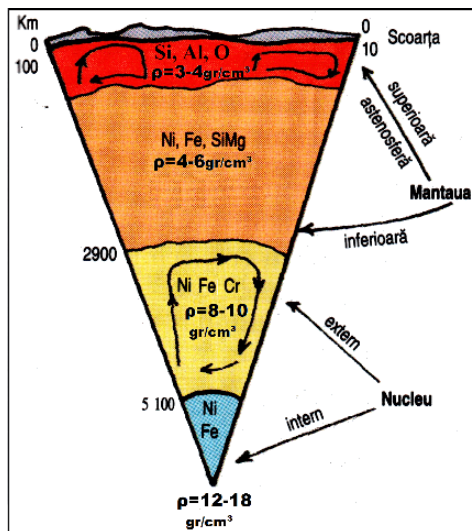 Km
0
100
0
10
Scoarța
Si, Al, O
ρ=3-4gr/cm³
superioară
astenosferă
Mantaua
Ni, Fe, SiMg
ρ=4-6gr/cm³
inferioară
2900
Ni Fe Cr
ρ=8-10
gr/cm³
extern
Nucleu
intern
5 100
Ni
Fe
ρ=12-18
gr/cm³